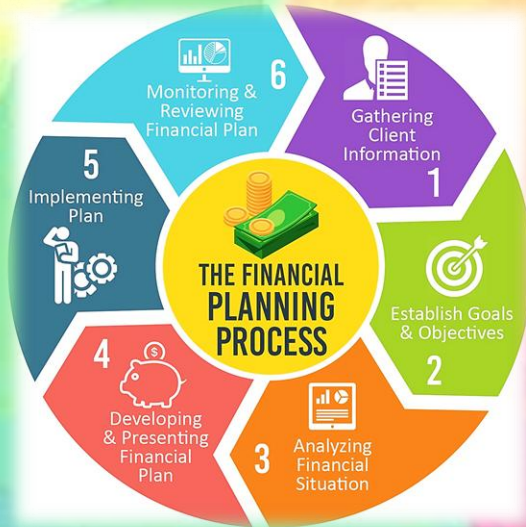 THE FINANCIAL
PLANNING
PROCESS
Gathering
Client
Information
1
Establish Goals
& Objectives
2
3
Analyzing
Financial
Situation
4
$
Developing
& Presenting
Financial
Plan
5
Implementing
Plan
6
Monitoring &
Reviewing
Financial Plan